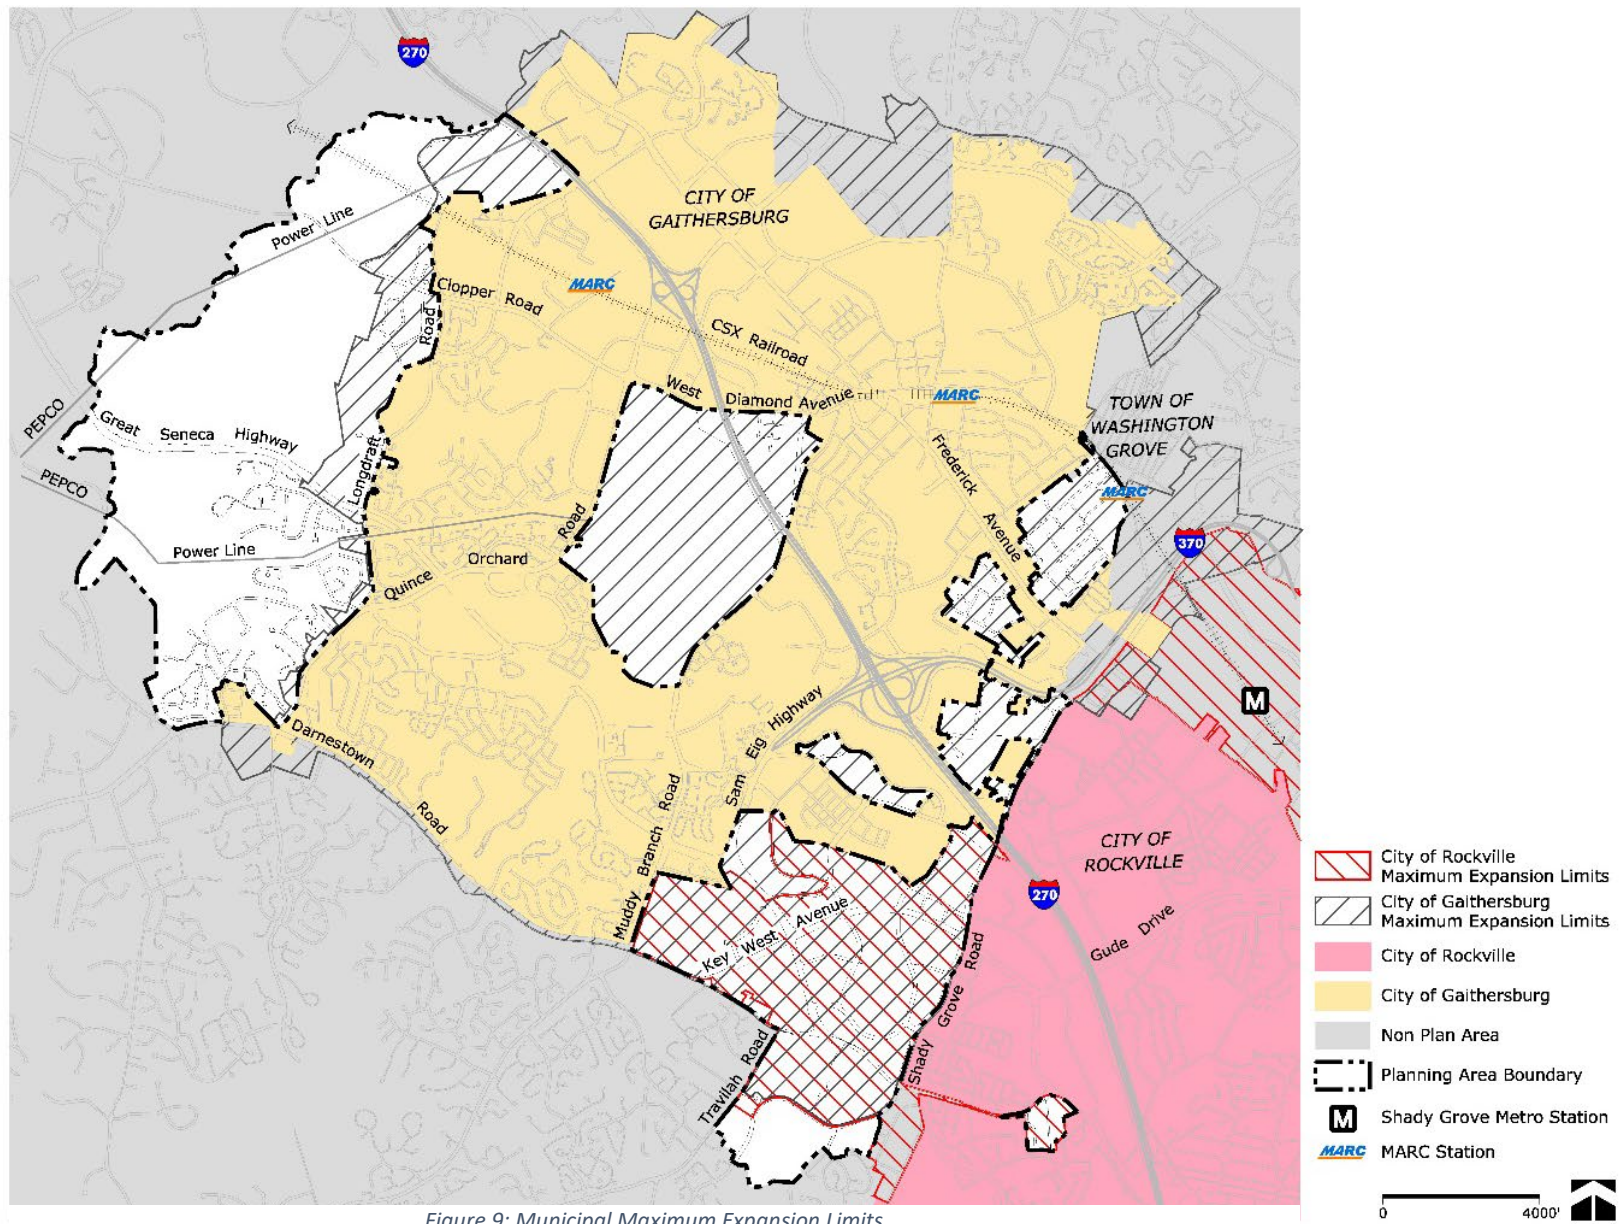 270
CITY OF
GAITHERSBURG
Power Line
MARC
Clopper Road
Road
CSX Railroad
West Diamond Avenue
MARC
TOWN OF
WASHINGTON
GROVE
PEPCO
Great Seneca Highway
Longdraft
Frederick Avenue
MARC
PEPCO
Road
370
Power Line
Orchard
Quince
M
Sam Eig Highway
Darnestown Road
Muddy Branch Road
CITY OF
ROCKVILLE
270
Key West Avenue
Gude Drive
Shady Grove Road
Travilah Road
City of Rockville
Maximum Expansion Limits
City of Gaithersburg
Maximum Expansion Limits
City of Rockville
City of Gaithersburg
Non Plan Area
Planning Area Boundary
M Shady Grove Metro Station
MARC MARC Station
0 4000'
Figure 9: Municipal Maximum Expansion Limits